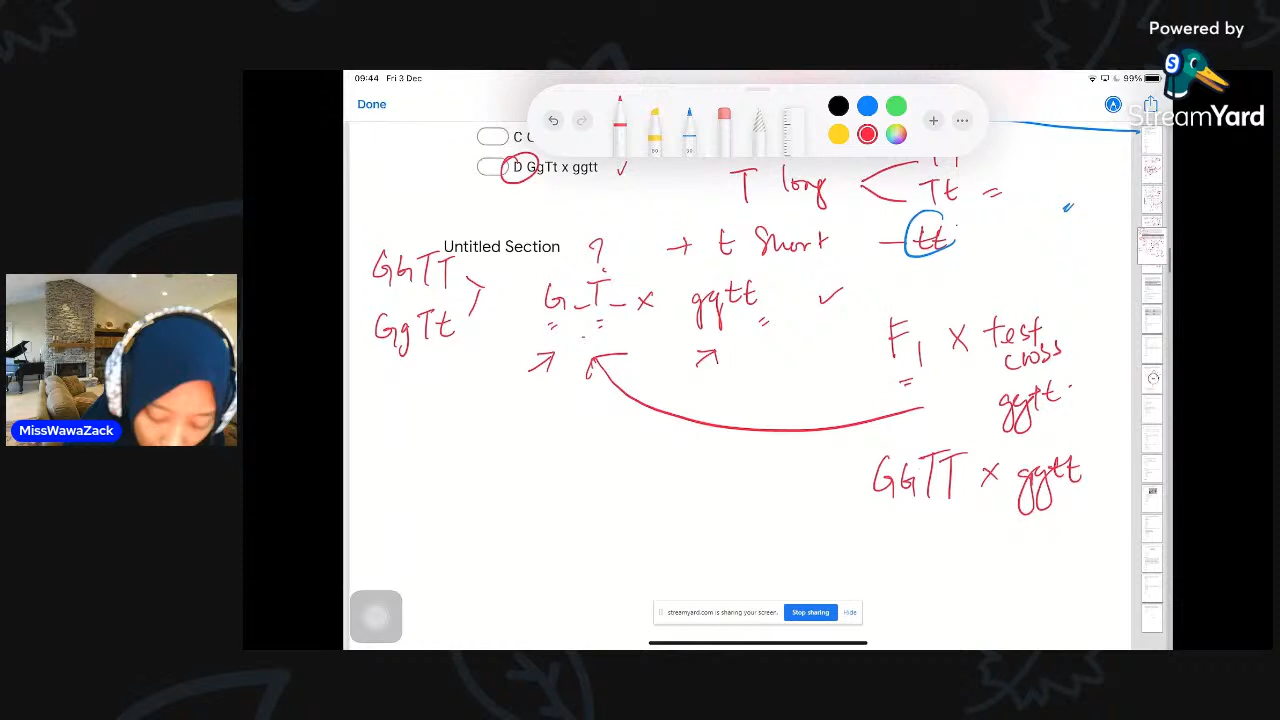 Powered by
StreamYard
09:44 Fri 3 Dec
99%
Done
C
D GgTt x ggtt ✓
T long
Tt =
Untitled Section
?
→ t short – tt
GGTT
GgTt
G_T_ x ggtt ✓
F1 x test
cross
ggtt
GGTT x ggtt
MissWawaZack
streamyard.com is sharing your screen.
Stop sharing
Hide